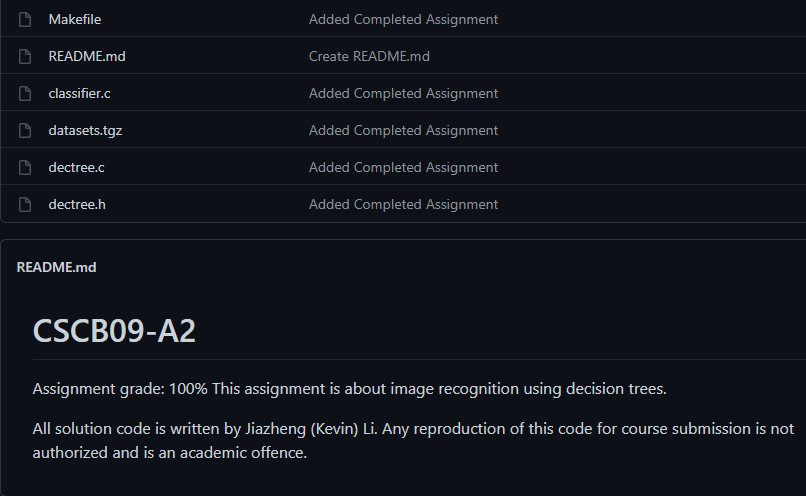 Makefile Added Completed Assignment
README.md Create README.md
classifier.c Added Completed Assignment
datasets.tgz Added Completed Assignment
dectree.c Added Completed Assignment
dectree.h Added Completed Assignment
README.md
CSCB09-A2
Assignment grade: 100% This assignment is about image recognition using decision trees.
All solution code is written by Jiazheng (Kevin) Li. Any reproduction of this code for course submission is not
authorized and is an academic offence.